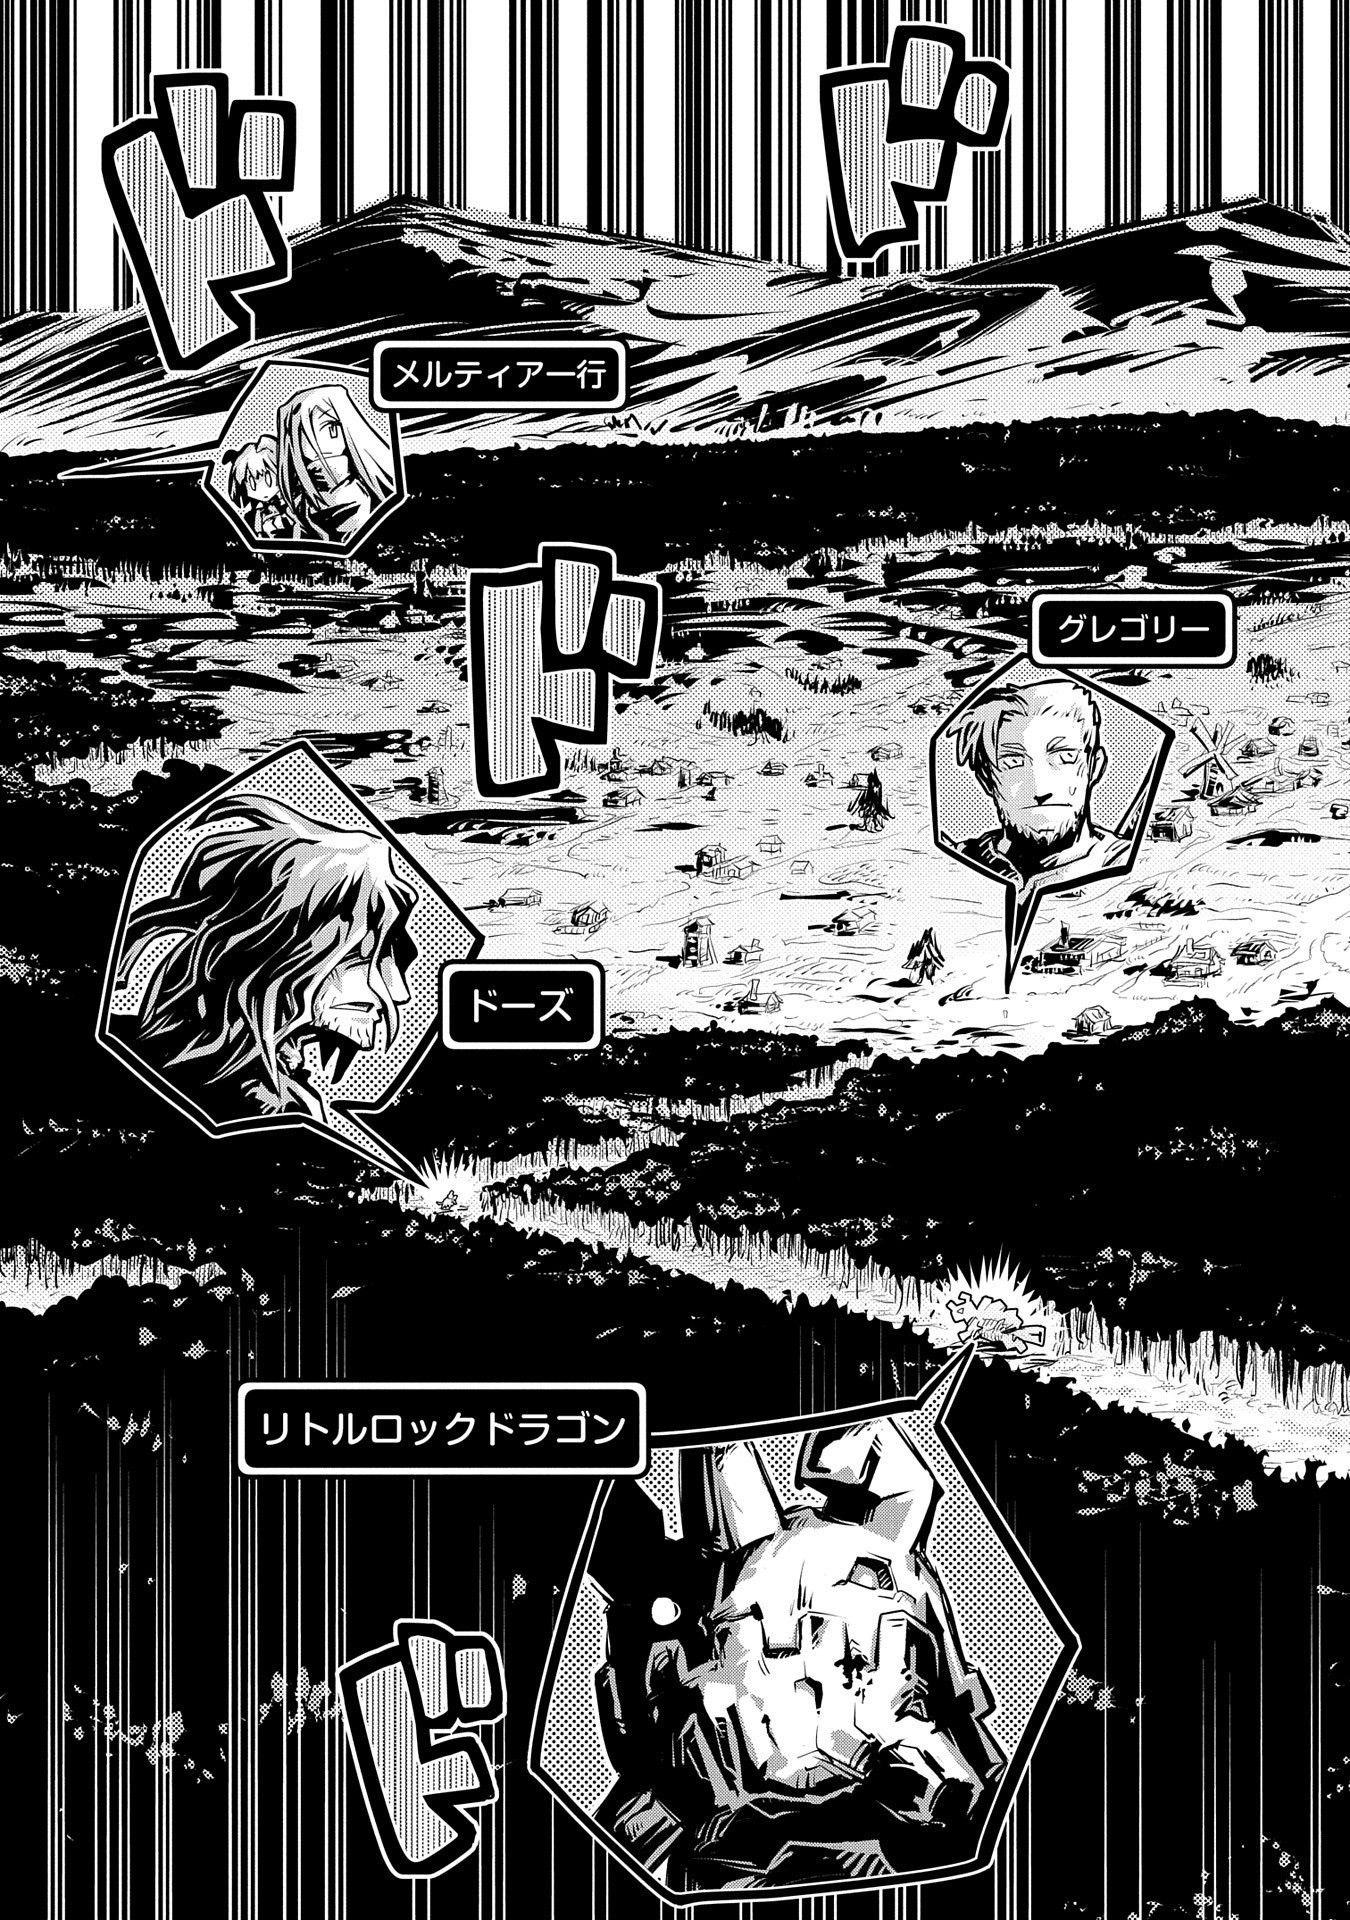 ド
ド
メルティアー行
ド
グレゴリー
ドーズ
リトルロックドラゴン
ド